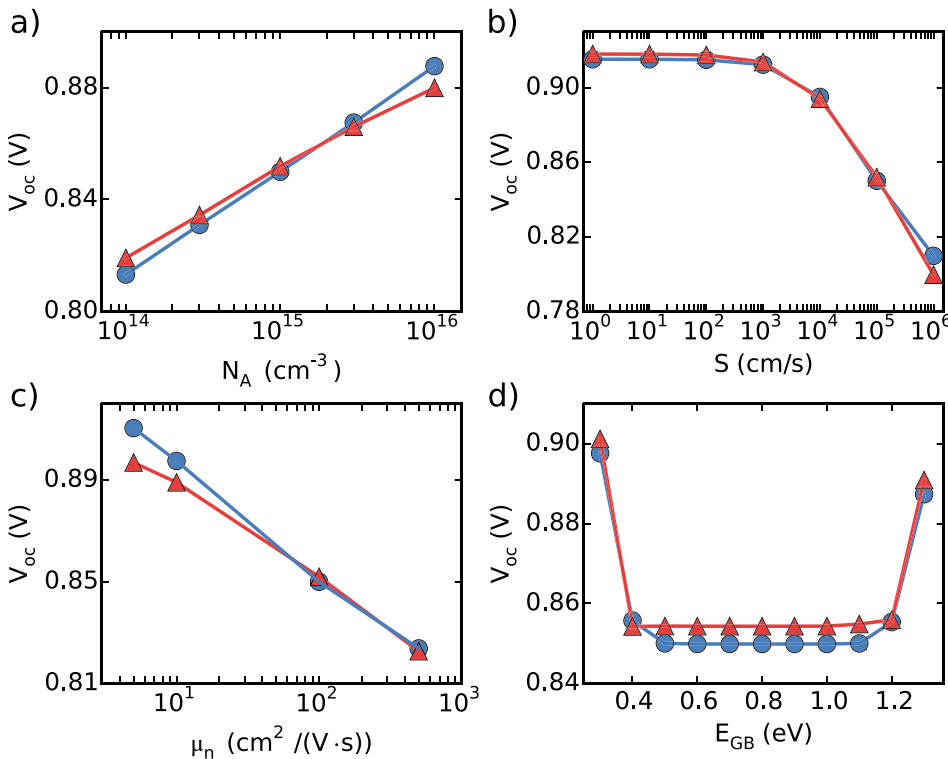 a)
0.88
0.84
0.80
V_oc (V)
10^14 10^15 10^16
N_A (cm^-3)
b)
0.90
0.86
0.82
0.78
V_oc (V)
10^0 10^1 10^2 10^3 10^4 10^5 10^6
S (cm/s)
c)
0.89
0.85
0.81
V_oc (V)
10^1 10^2 10^3
μ_n (cm^2 /(V·s))
d)
0.90
0.88
0.86
0.84
V_oc (V)
0.4 0.6 0.8 1.0 1.2
E_GB (eV)